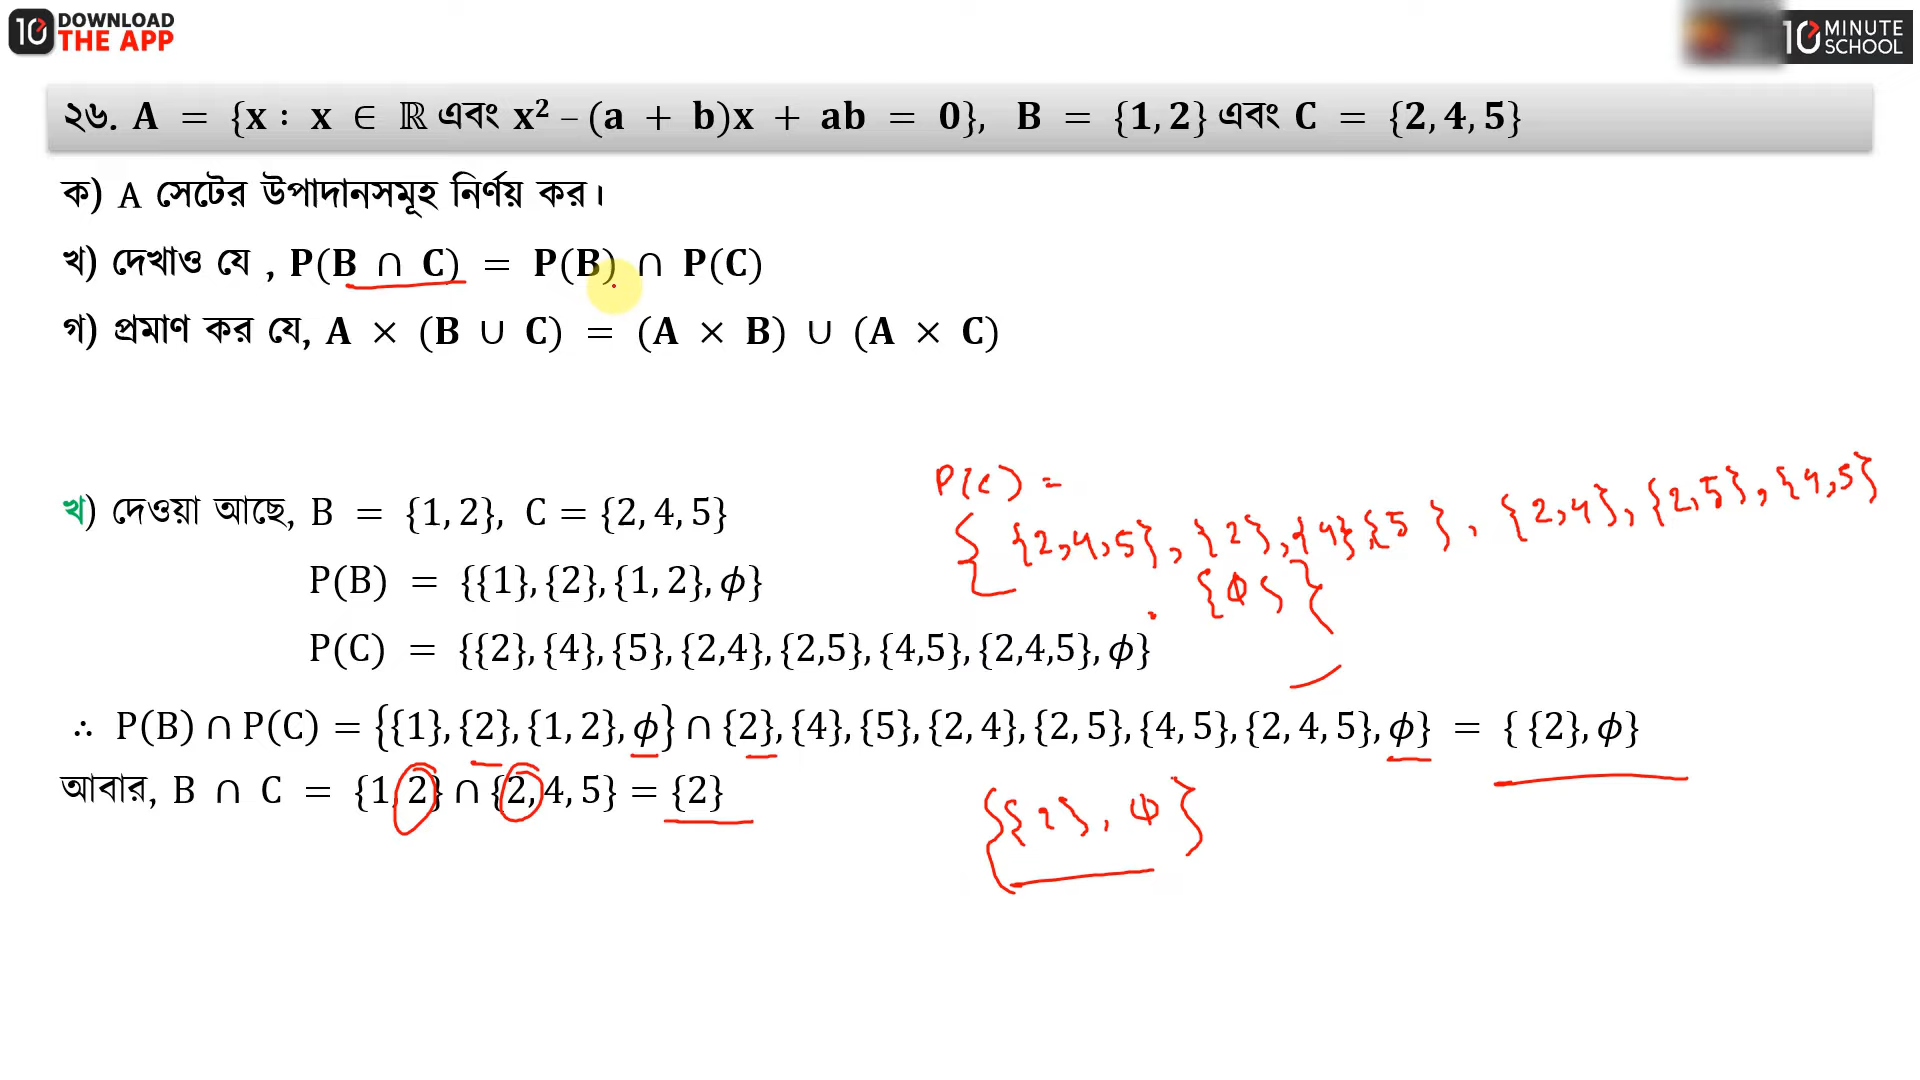 10 DOWNLOAD THE APP
10 MINUTE SCHOOL
২৬. A = {x : x ∈ ℝ এবং x² – (a + b)x + ab = 0}, B = {1, 2} এবং C = {2, 4, 5}
ক) A সেটের উপাদানসমূহ নির্ণয় কর।
খ) দেখাও যে , P(B ∩ C) = P(B) ∩ P(C)
গ) প্রমাণ কর যে, A × (B ∪ C) = (A × B) ∪ (A × C)
P(C) =
{ {2,4,5}, {2}, {4},{5}, {2,4}, {2,5}, {4,5}
. {ϕ} }
খ) দেওয়া আছে, B = {1, 2}, C = {2, 4, 5}
P(B) = {{1}, {2}, {1, 2}, ϕ}
P(C) = {{2}, {4}, {5}, {2,4}, {2,5}, {4,5}, {2,4,5}, ϕ}
∴ P(B) ∩ P(C) = {{1}, {2}, {1, 2}, ϕ} ∩ {2}, {4}, {5}, {2, 4}, {2, 5}, {4, 5}, {2, 4, 5}, ϕ} = { {2}, ϕ}
আবার, B ∩ C = {1, 2} ∩ {2, 4, 5} = {2}
{{2}, ϕ}